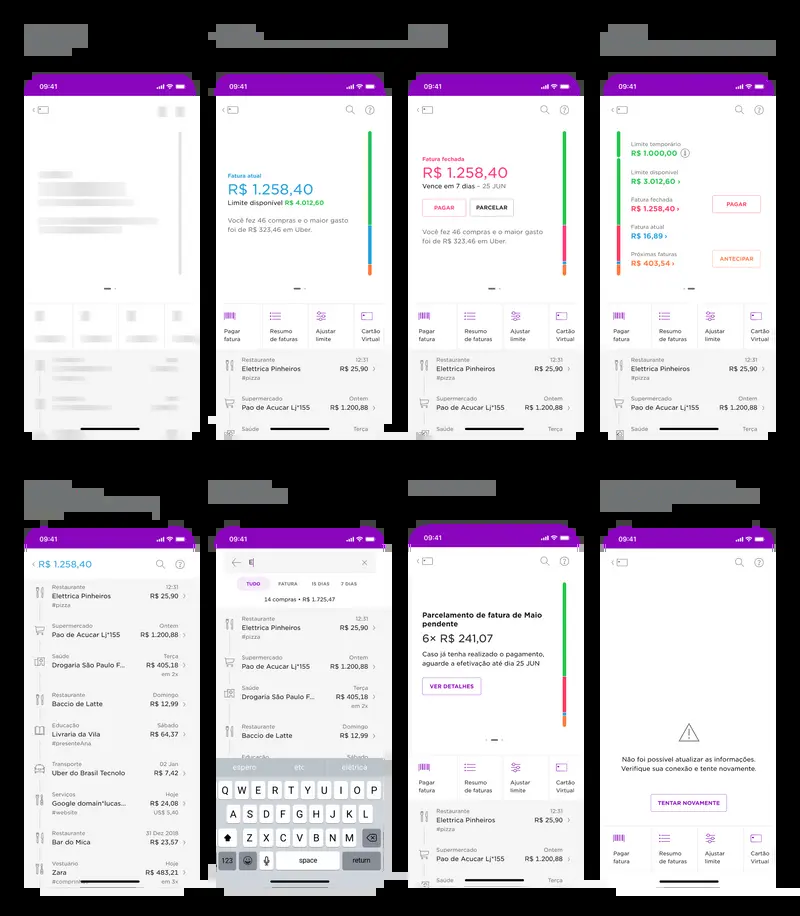 09:41
09:41
Fatura atual
R$ 1.258,40
Limite disponível R$ 4.012,60
Você fez 46 compras e o maior gasto
foi de R$ 323,46 em Uber.
Pagar fatura
Resumo de faturas
Ajustar limite
Cartão Virtual
Restaurante 12:31
Elettrica Pinheiros R$ 25,90
#pizza
Supermercado Ontem
Pao de Acucar Lj*155 R$ 1.200,88
Saúde Terça
09:41
Fatura fechada
R$ 1.258,40
Vence em 7 dias – 25 JUN
PAGAR PARCELAR
Você fez 46 compras e o maior gasto
foi de R$ 323,46 em Uber.
Pagar fatura
Resumo de faturas
Ajustar limite
Cartão Virtual
Restaurante 12:31
Elettrica Pinheiros R$ 25,90
#pizza
Supermercado Ontem
Pao de Acucar Lj*155 R$ 1.200,88
Saúde Terça
09:41
Limite temporário
R$ 1.000,00
Limite disponível
R$ 3.012,60 ›
Fatura fechada
R$ 1.258,40 ›
PAGAR
Fatura atual
R$ 16,89 ›
Próximas faturas
R$ 403,54 ›
ANTECIPAR
Pagar fatura
Resumo de faturas
Ajustar limite
Cartão Virtual
Restaurante 12:31
Elettrica Pinheiros R$ 25,90
#pizza
Supermercado Ontem
Pao de Acucar Lj*155 R$ 1.200,88
Saúde Terça
09:41
R$ 1.258,40
Restaurante 12:31
Elettrica Pinheiros R$ 25,90
#pizza
Supermercado Ontem
Pao de Acucar Lj*155 R$ 1.200,88
Saúde Terça
Drogaria São Paulo F... R$ 405,18
em 2x
Restaurante Domingo
Baccio de Latte R$ 12,99
Educação Sábado
Livraria da Vila R$ 64,37
#presenteAna
Transporte 02 Jan
Uber do Brasil Tecnolo R$ 7,42
Serviços Hoje
Google domain*lucas... R$ 24,08
#website US$ 5,40
Restaurante 31 Dez 2018
Bar do Mica R$ 23,57
Vestuário Hoje
Zara R$ 483,21
em 3x
09:41
E
TUDO FATURA 15 DIAS 7 DIAS
14 compras • R$ 1.725,47
Restaurante 12:31
Elettrica Pinheiros R$ 25,90
#pizza
Supermercado Ontem
Pao de Acucar Lj*155 R$ 1.200,88
Saúde Terça
Drogaria São Paulo F... R$ 405,18
em 2x
Restaurante Domingo
Baccio de Latte R$ 12,99
Educação Sábado
espero etc elétrica
Q W E R T Y U I O P
A S D F G H J K L
Z X C V B N M
123 space return
09:41
Parcelamento de fatura de Maio
pendente
6× R$ 241,07
Caso já tenha realizado o pagamento,
aguarde a efetivação até dia 25 JUN
VER DETALHES
Pagar fatura
Resumo de faturas
Ajustar limite
Cartão Virtual
Restaurante 12:31
Elettrica Pinheiros R$ 25,90
#pizza
Supermercado Ontem
Pao de Acucar Lj*155 R$ 1.200,88
Saúde Terça
09:41
Não foi possível atualizar as informações.
Verifique sua conexão e tente novamente.
TENTAR NOVAMENTE
Pagar fatura
Resumo de faturas
Ajustar limite
Cartão Virtual